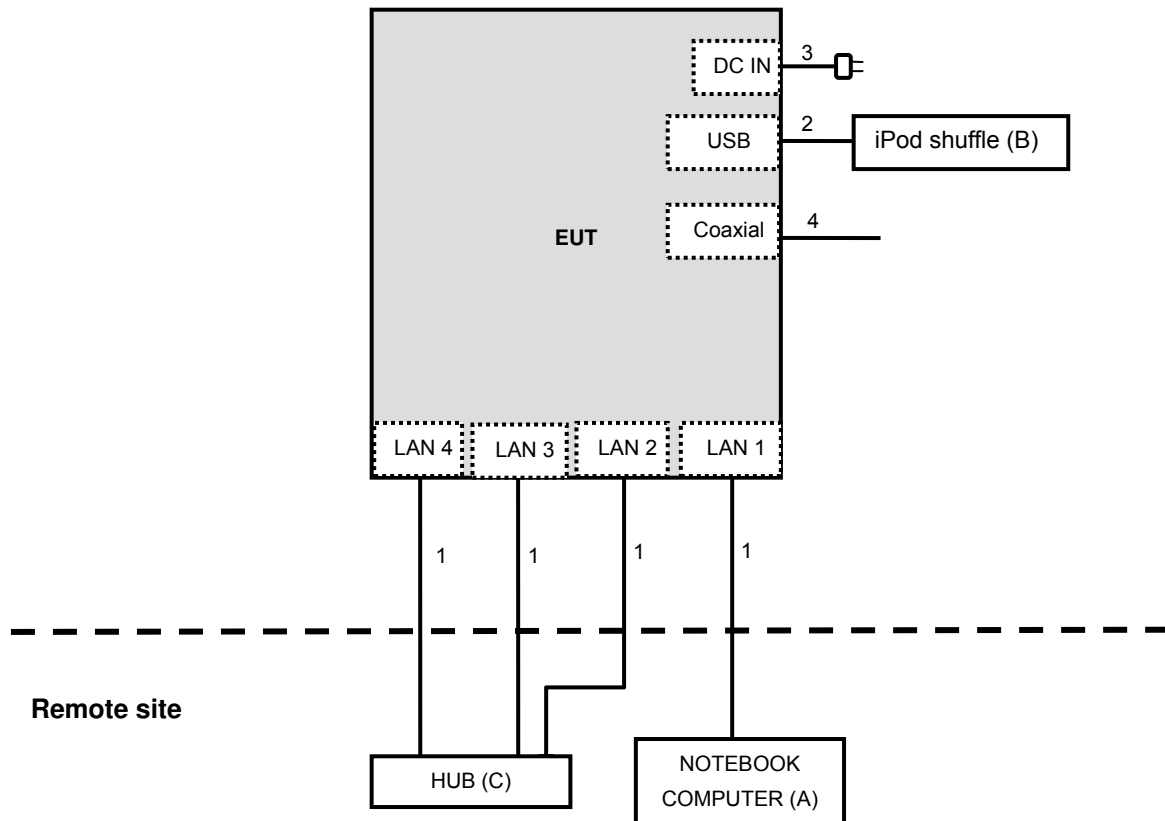 DC IN
3
USB
2
iPod shuffle (B)
Coaxial
4
EUT
LAN 4
LAN 3
LAN 2
LAN 1
1
1
1
1
Remote site
HUB (C)
NOTEBOOK
COMPUTER (A)